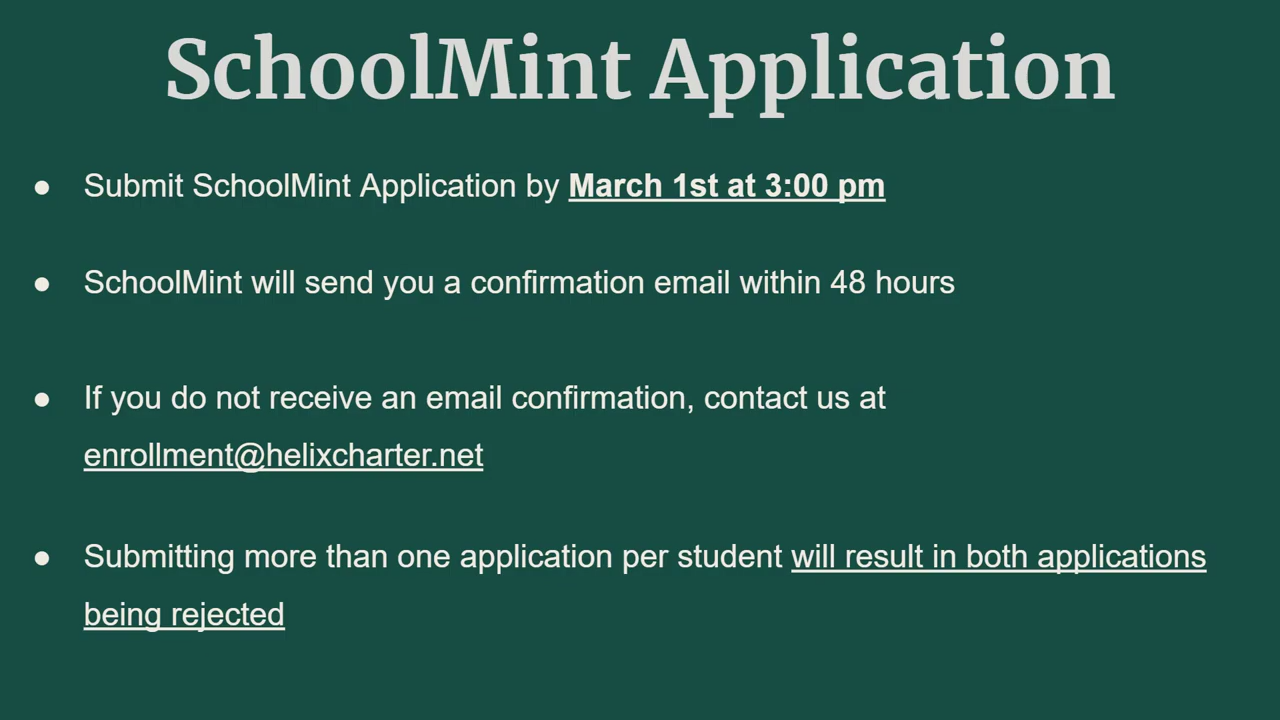 SchoolMint Application
● Submit SchoolMint Application by March 1st at 3:00 pm
● SchoolMint will send you a confirmation email within 48 hours
● If you do not receive an email confirmation, contact us at
enrollment@helixcharter.net
● Submitting more than one application per student will result in both applications
being rejected